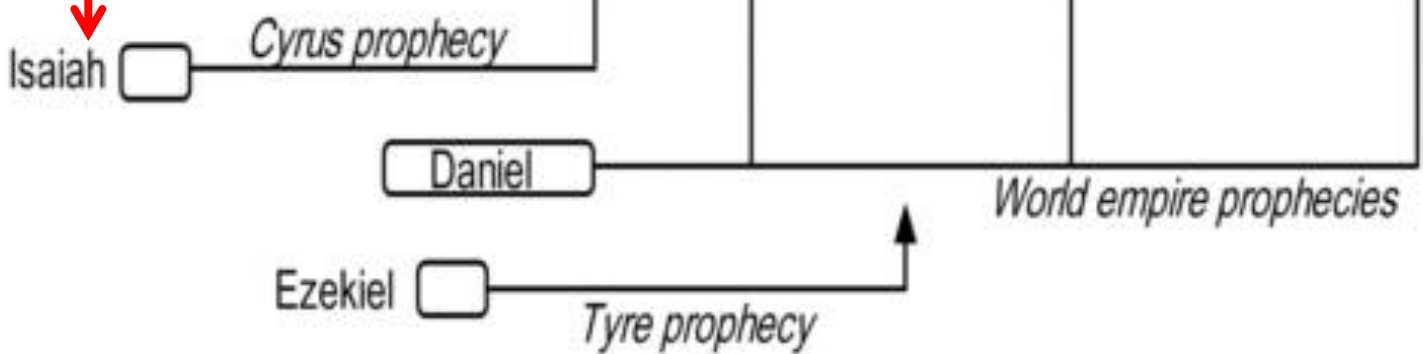 Cyrus prophecy
Isaiah
Daniel
World empire prophecies
Ezekiel
Tyre prophecy